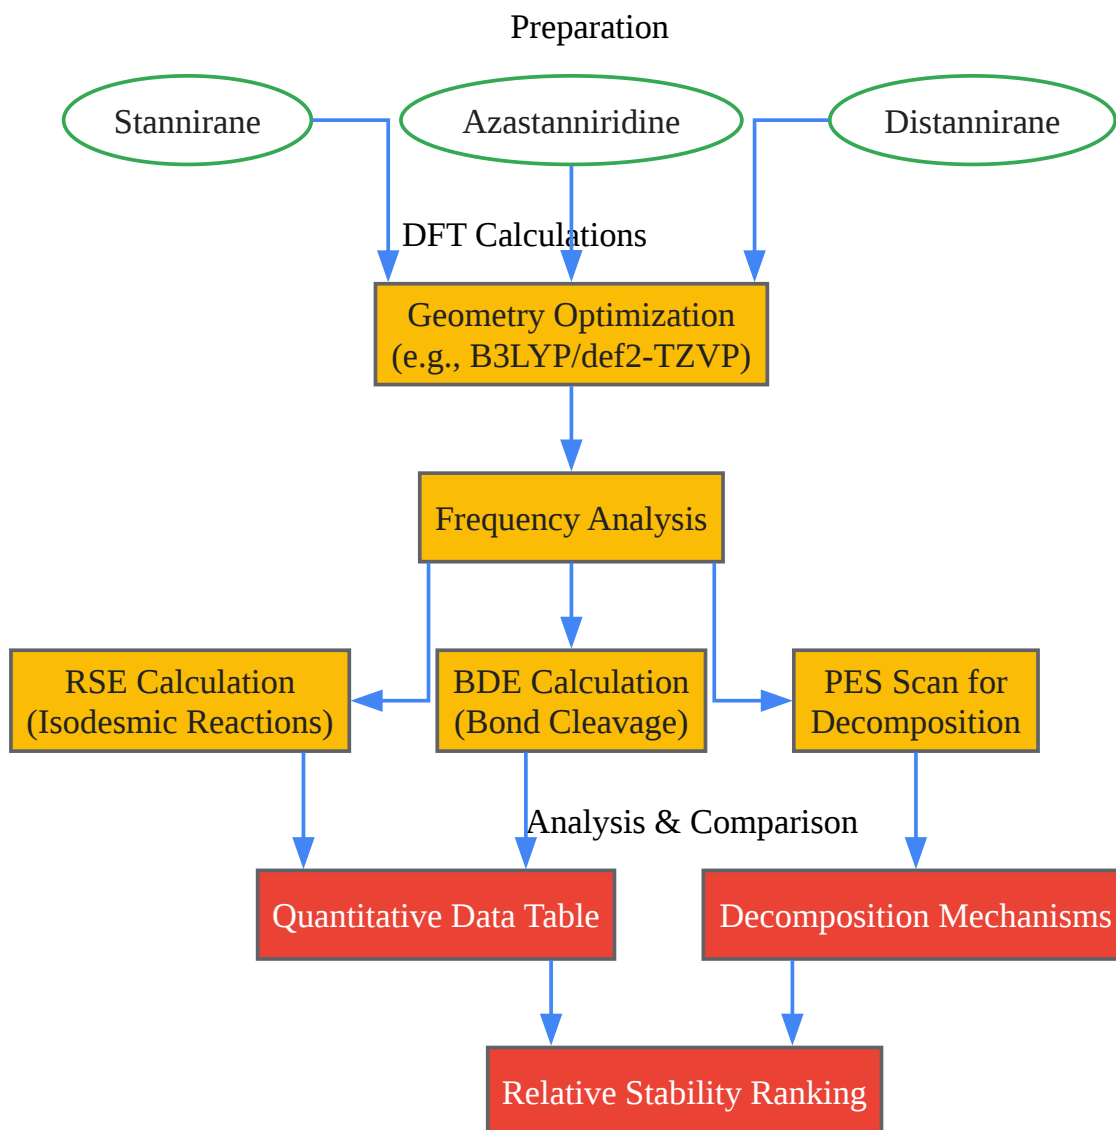 Preparation
Stannirane
Azastanniridine
Distannirane
DFT Calculations
Geometry Optimization
(e.g., B3LYP/def2-TZVP)
Frequency Analysis
RSE Calculation
(Isodesmic Reactions)
BDE Calculation
(Bond Cleavage)
PES Scan for
Decomposition
Analysis & Comparison
Quantitative Data Table
Decomposition Mechanisms
Relative Stability Ranking